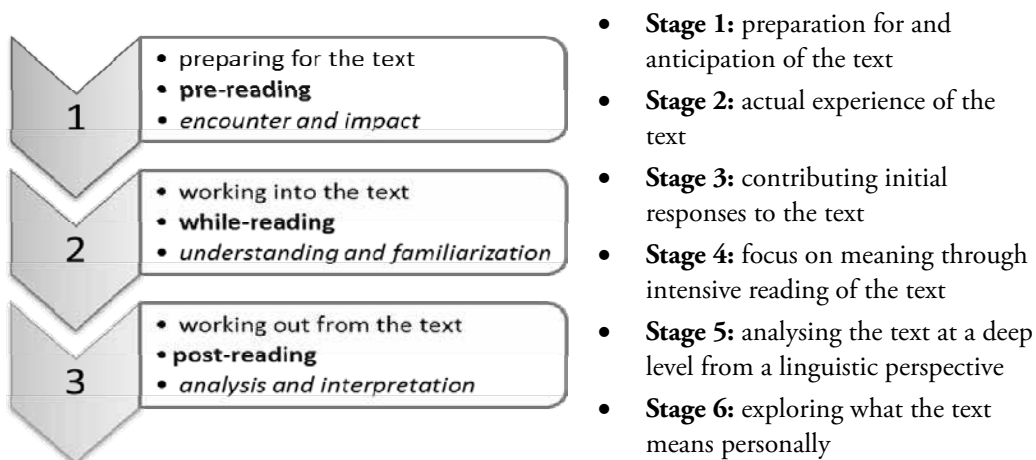 1
• preparing for the text
• pre-reading
• encounter and impact
2
• working into the text
• while-reading
• understanding and familiarization
3
• working out from the text
• post-reading
• analysis and interpretation
• Stage 1: preparation for and
anticipation of the text
• Stage 2: actual experience of the
text
• Stage 3: contributing initial
responses to the text
• Stage 4: focus on meaning through
intensive reading of the text
• Stage 5: analysing the text at a deep
level from a linguistic perspective
• Stage 6: exploring what the text
means personally